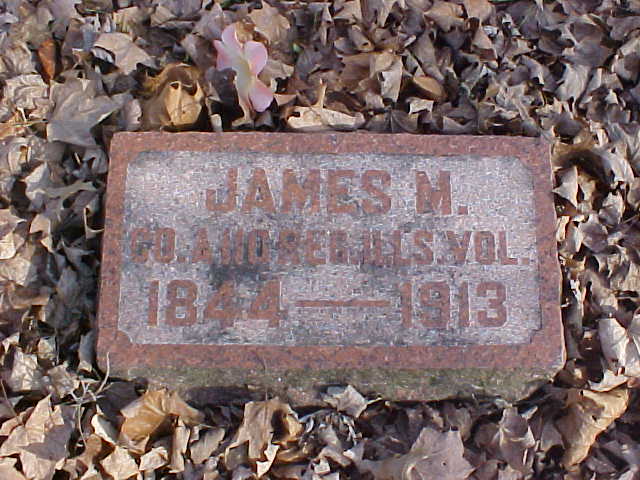 JAMES M.
CO. A 110 REG. ILLS. VOL.
1844—1913